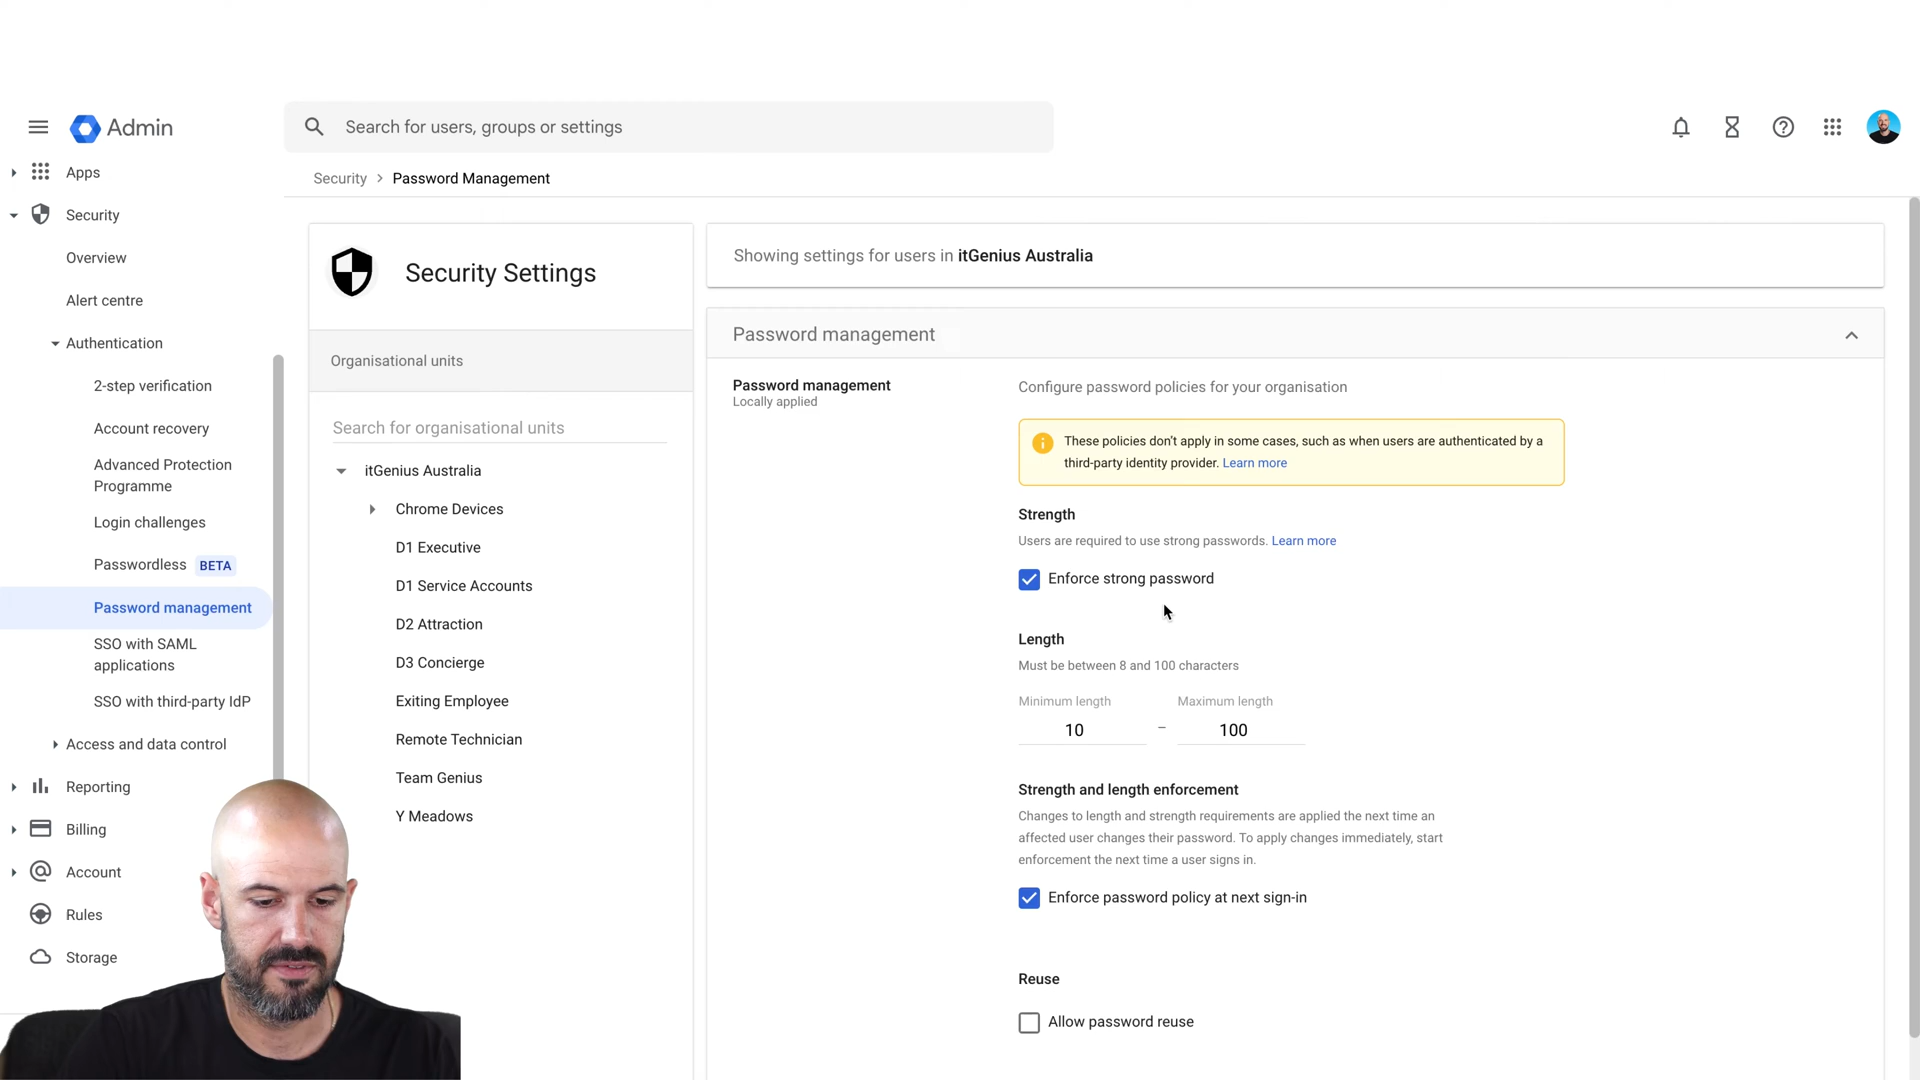 Admin
Search for users, groups or settings
Apps
Security
Overview
Alert centre
Authentication
2-step verification
Account recovery
Advanced Protection
Programme
Login challenges
Passwordless BETA
Password management
SSO with SAML
applications
SSO with third-party IdP
Access and data control
Reporting
Billing
Account
Rules
Storage
Security > Password Management
Security Settings
Organisational units
Search for organisational units
itGenius Australia
Chrome Devices
D1 Executive
D1 Service Accounts
D2 Attraction
D3 Concierge
Exiting Employee
Remote Technician
Team Genius
Y Meadows
Showing settings for users in itGenius Australia
Password management
Password management
Locally applied
Configure password policies for your organisation
These policies don't apply in some cases, such as when users are authenticated by a
third-party identity provider. Learn more
Strength
Users are required to use strong passwords. Learn more
Enforce strong password
Length
Must be between 8 and 100 characters
Minimum length Maximum length
10 – 100
Strength and length enforcement
Changes to length and strength requirements are applied the next time an
affected user changes their password. To apply changes immediately, start
enforcement the next time a user signs in.
Enforce password policy at next sign-in
Reuse
Allow password reuse